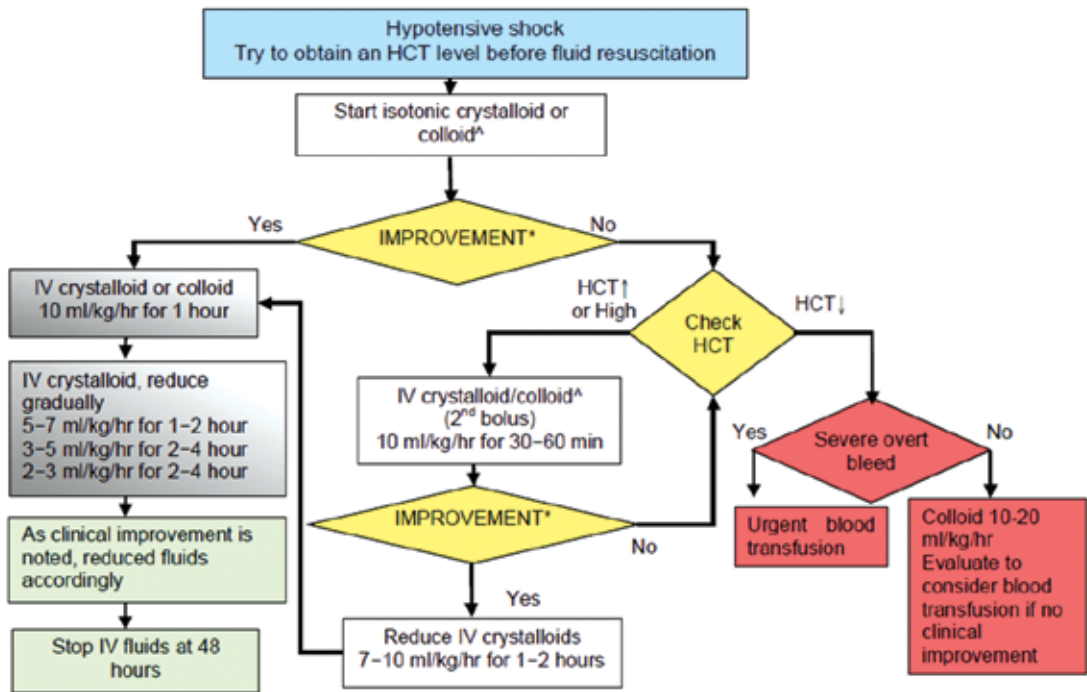 Hypotensive shock
Try to obtain an HCT level before fluid resuscitation
Start isotonic crystalloid or
colloid^
IMPROVEMENT*
Yes
No
IV crystalloid or colloid
10 ml/kg/hr for 1 hour
IV crystalloid, reduce
gradually
5–7 ml/kg/hr for 1–2 hour
3–5 ml/kg/hr for 2–4 hour
2–3 ml/kg/hr for 2–4 hour
As clinical improvement is
noted, reduced fluids
accordingly
Stop IV fluids at 48
hours
HCT↑
or High
Check
HCT
HCT↓
IV crystalloid/colloid^
(2nd bolus)
10 ml/kg/hr for 30–60 min
IMPROVEMENT*
No
Yes
Reduce IV crystalloids
7–10 ml/kg/hr for 1–2 hours
Severe overt
bleed
Yes
No
Urgent blood
transfusion
Colloid 10-20
ml/kg/hr
Evaluate to
consider blood
transfusion if no
clinical
improvement